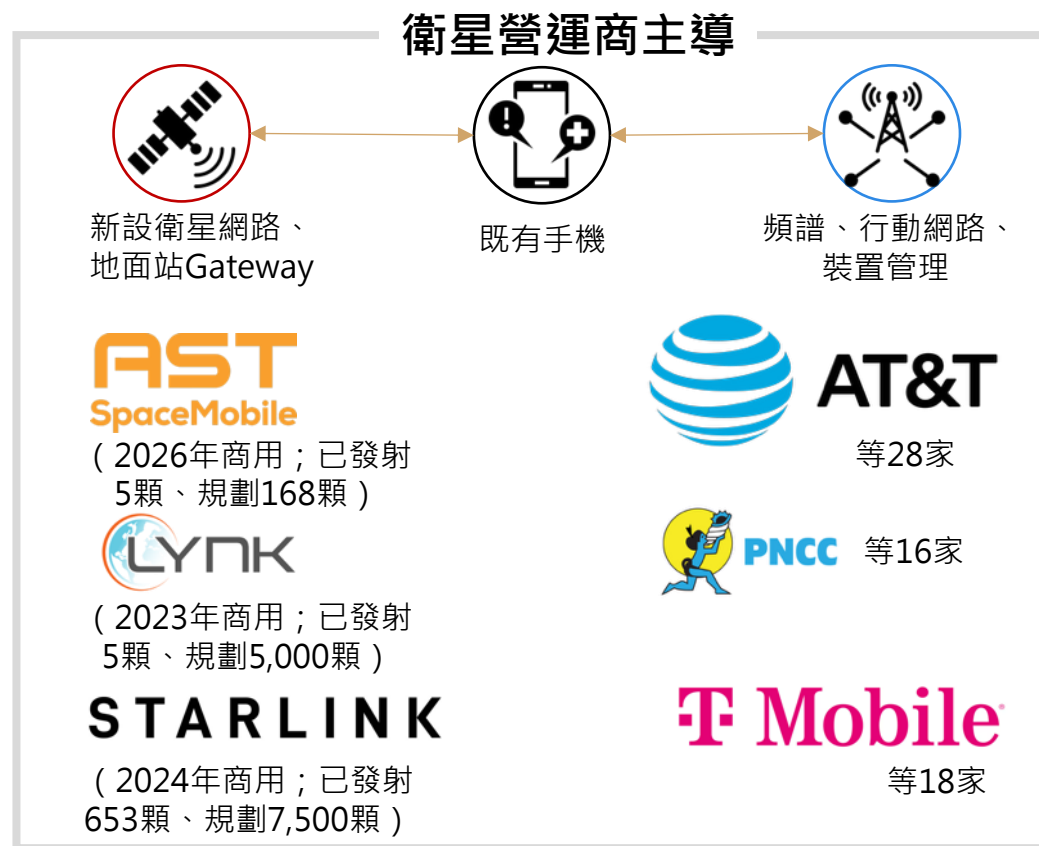 衛星營運商主導
新設衛星網路、
地面站Gateway
既有手機
頻譜、行動網路、
裝置管理
AST
SpaceMobile
(2026年商用；已發射
5顆、規劃168顆)
AT&T
等28家
LYNK
(2023年商用；已發射
5顆、規劃5,000顆)
PNCC 等16家
STARLINK
(2024年商用；已發射
653顆、規劃7,500顆)
T Mobile
等18家